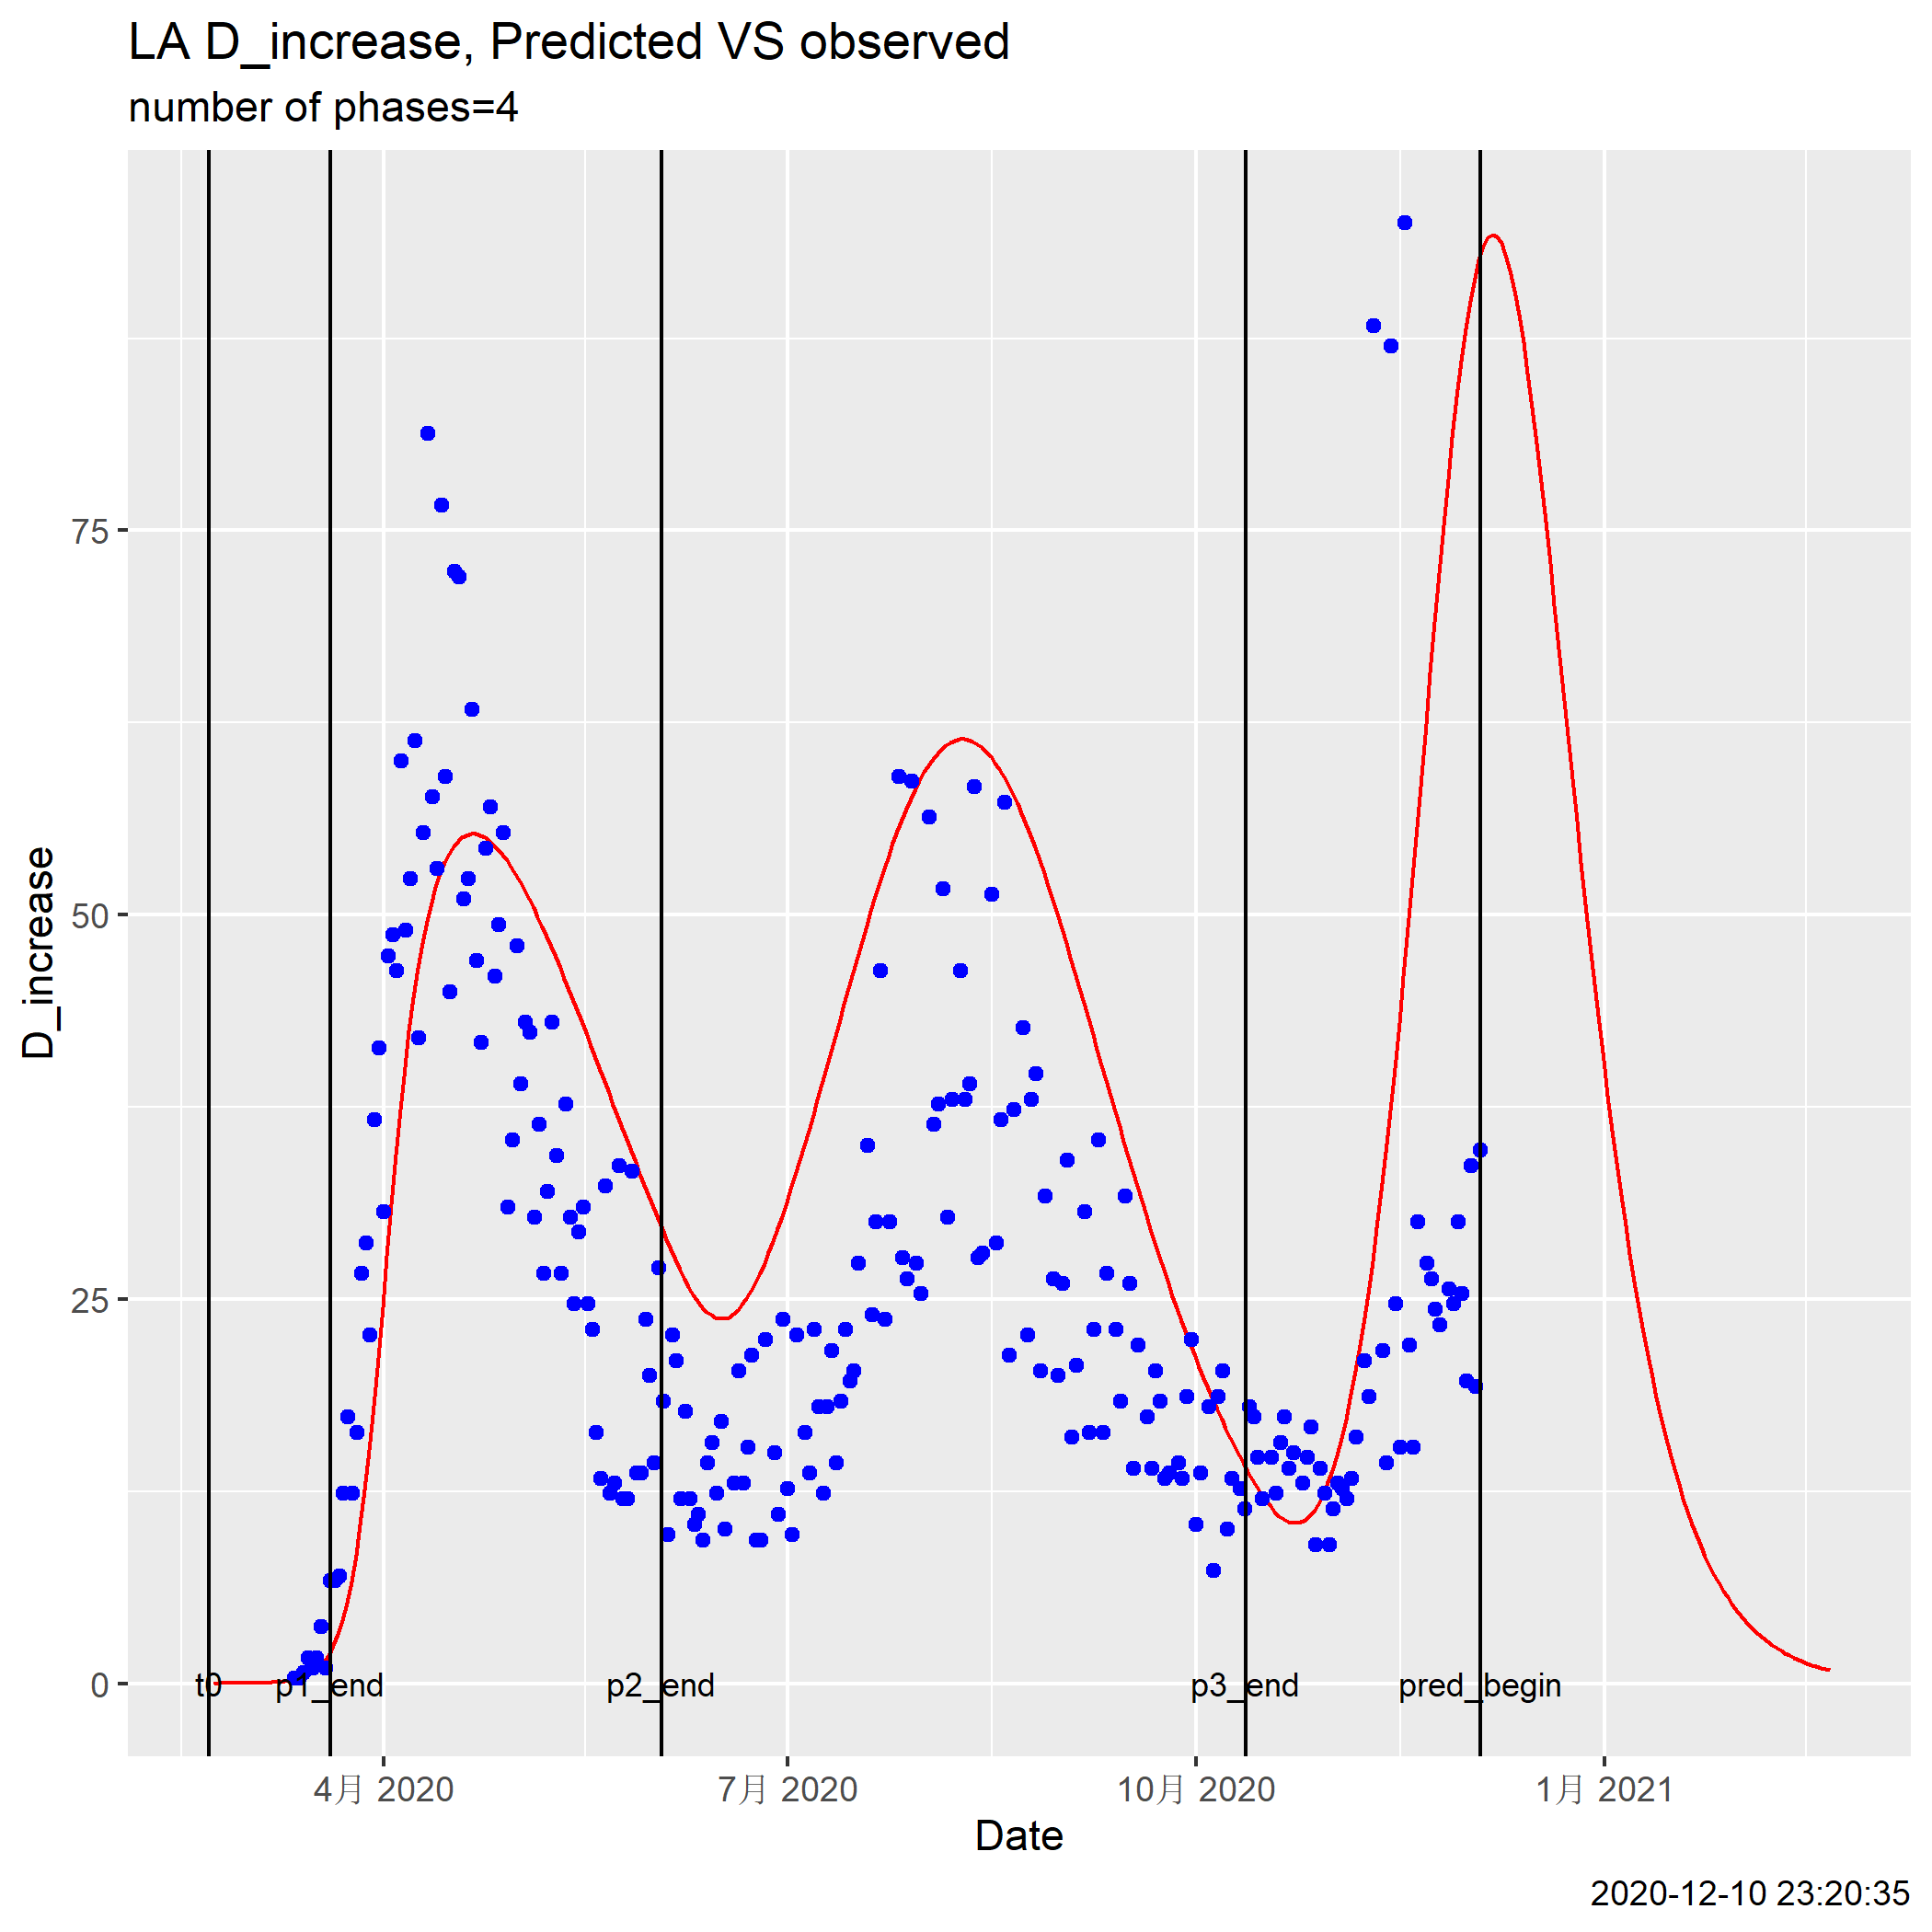 LA D_increase, Predicted VS observed
number of phases=4
D_increase
75
50
25
0
t0
p1_end
p2_end
p3_end
pred_begin
4月 2020
7月 2020
10月 2020
1月 2021
Date
2020-12-10 23:20:35